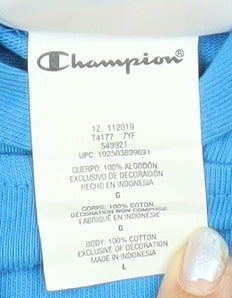 Champion®
1Z 112019
T4177 7YF
549921
UPC: 192503899691
CUERPO: 100% ALGODÓN.
EXCLUSIVO DE DECORACIÓN
HECHO EN INDONESIA
G
CORPS: 100% COTON.
DÉCORATION NON COMPRISE
FABRIQUÉ EN INDONÉSIE
G
BODY: 100% COTTON.
EXCLUSIVE OF DECORATION
MADE IN INDONESIA
L